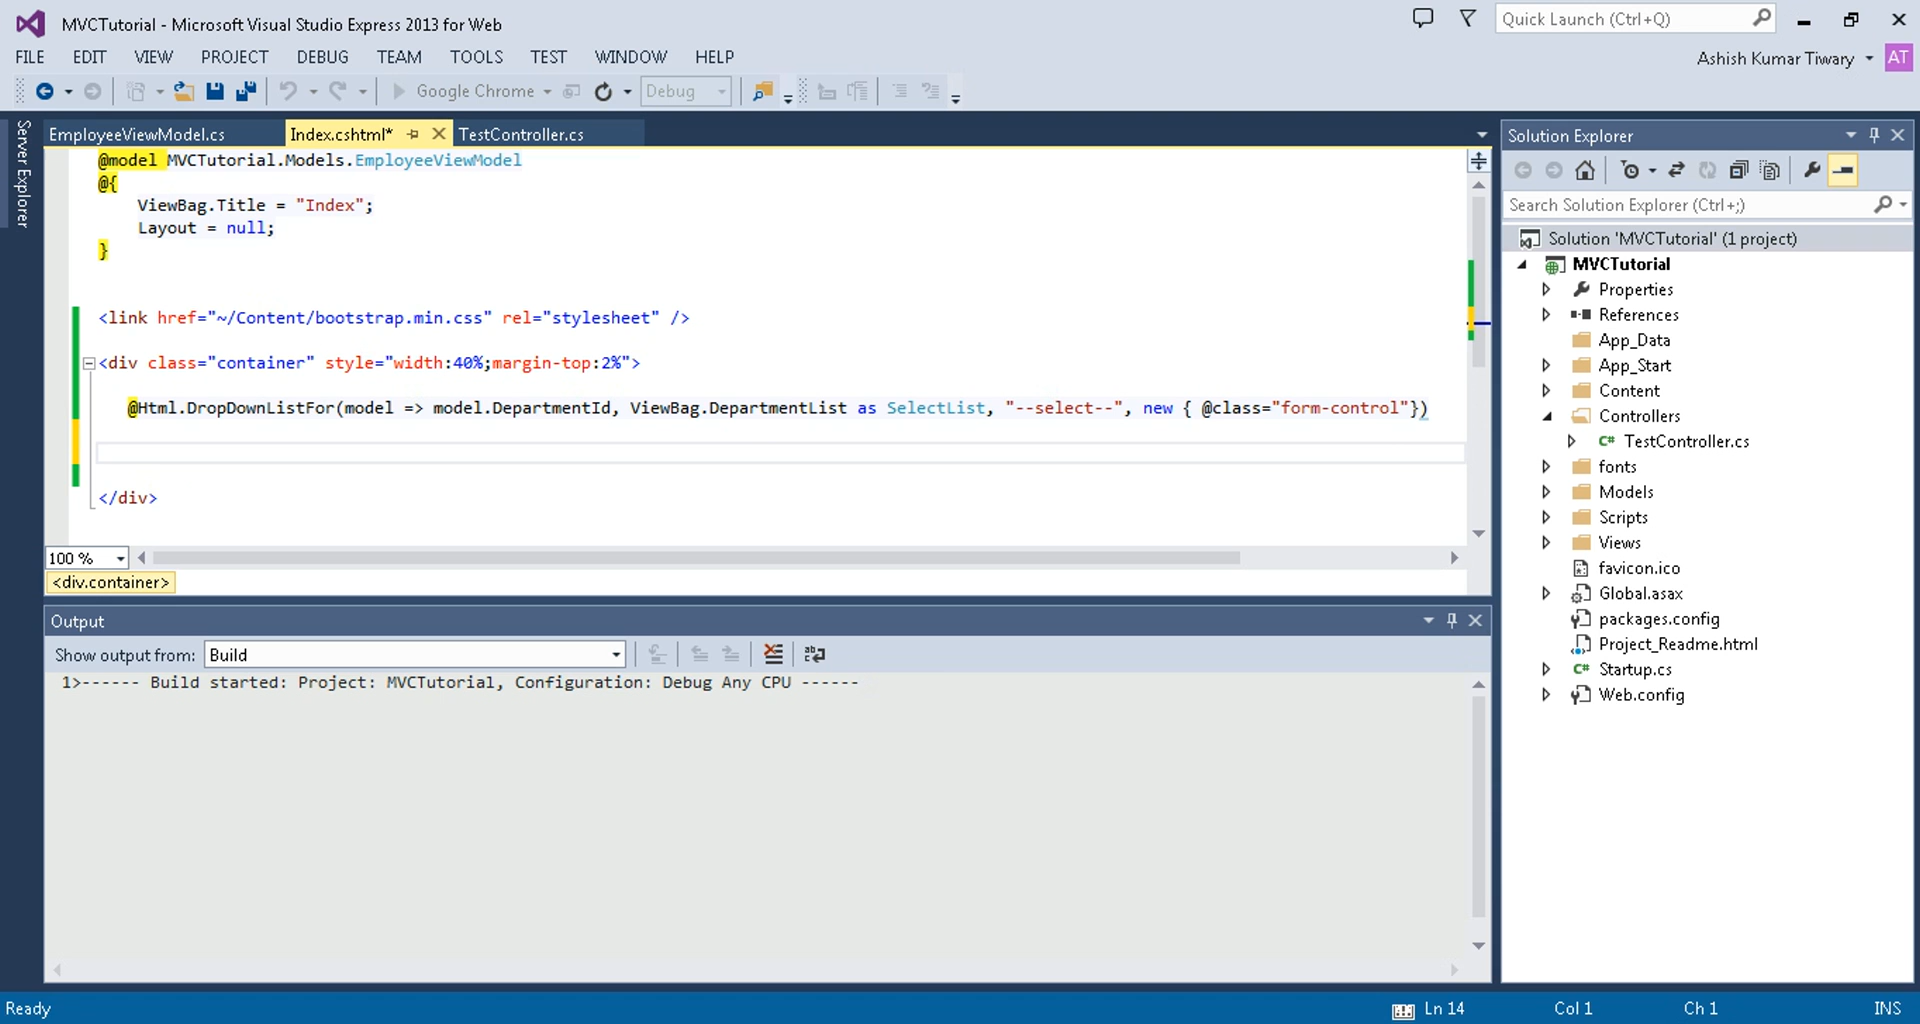 MVCTutorial - Microsoft Visual Studio Express 2013 for Web
Quick Launch (Ctrl+Q)
FILE EDIT VIEW PROJECT DEBUG TEAM TOOLS TEST WINDOW HELP
Ashish Kumar Tiwary AT
Google Chrome Debug
Server Explorer
EmployeeViewModel.cs Index.cshtml* TestController.cs
@model MVCTutorial.Models.EmployeeViewModel
@{
ViewBag.Title = "Index";
Layout = null;
}
<link href="~/Content/bootstrap.min.css" rel="stylesheet" />
<div class="container" style="width:40%;margin-top:2%">
@Html.DropDownListFor(model => model.DepartmentId, ViewBag.DepartmentList as SelectList, "--select--", new { @class="form-control"})
</div>
100 %
<div.container>
Output
Show output from: Build
1>------ Build started: Project: MVCTutorial, Configuration: Debug Any CPU ------
Solution Explorer
Search Solution Explorer (Ctrl+;)
Solution 'MVCTutorial' (1 project)
MVCTutorial
Properties
References
App_Data
App_Start
Content
Controllers
C# TestController.cs
fonts
Models
Scripts
Views
favicon.ico
Global.asax
packages.config
Project_Readme.html
C# Startup.cs
Web.config
Ready Ln 14 Col 1 Ch 1 INS